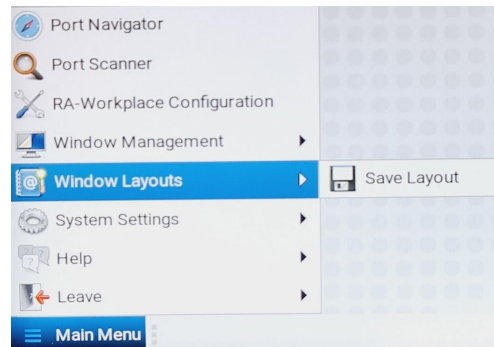 Port Navigator
Port Scanner
RA-Workplace Configuration
Window Management
Window Layouts
Save Layout
System Settings
Help
Leave
Main Menu